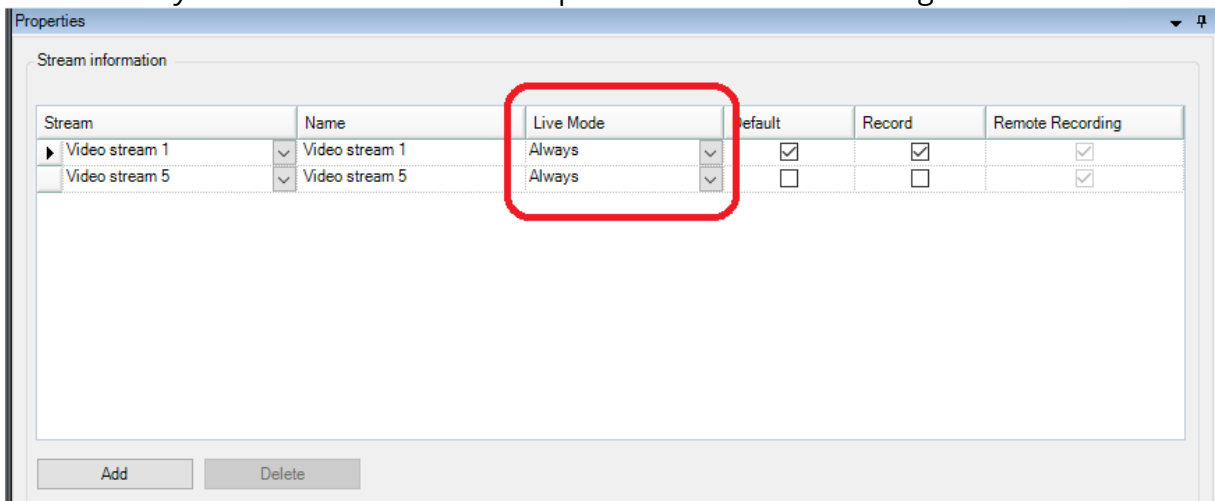 Properties
Stream information
Stream Name Live Mode Default Record Remote Recording
Video stream 1 Video stream 1 Always
Video stream 5 Video stream 5 Always
Add Delete